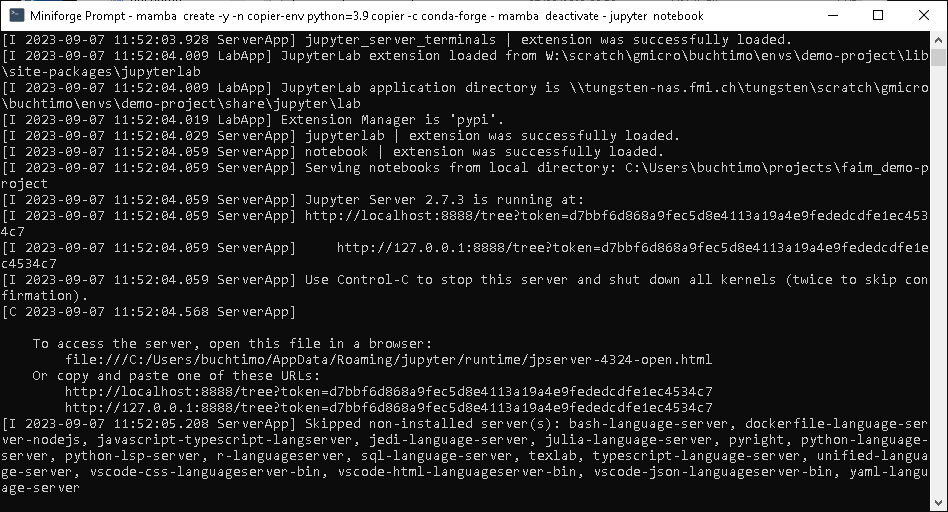 Miniforge Prompt - mamba create -y -n copier-env python=3.9 copier -c conda-forge - mamba deactivate - jupyter notebook
[I 2023-09-07 11:52:03.928 ServerApp] jupyter_server_terminals | extension was successfully loaded.
[I 2023-09-07 11:52:04.009 LabApp] JupyterLab extension loaded from W:\scratch\gmicro\buchtimo\envs\demo-project\lib
\site-packages\jupyterlab
[I 2023-09-07 11:52:04.009 LabApp] JupyterLab application directory is \\tungsten-nas.fmi.ch\tungsten\scratch\gmicro
\buchtimo\envs\demo-project\share\jupyter\lab
[I 2023-09-07 11:52:04.019 LabApp] Extension Manager is 'pypi'.
[I 2023-09-07 11:52:04.029 ServerApp] jupyterlab | extension was successfully loaded.
[I 2023-09-07 11:52:04.059 ServerApp] notebook | extension was successfully loaded.
[I 2023-09-07 11:52:04.059 ServerApp] Serving notebooks from local directory: C:\Users\buchtimo\projects\faim_demo-p
roject
[I 2023-09-07 11:52:04.059 ServerApp] Jupyter Server 2.7.3 is running at:
[I 2023-09-07 11:52:04.059 ServerApp] http://localhost:8888/tree?token=d7bbf6d868a9fec5d8e4113a19a4e9fededcdfe1ec453
4c7
[I 2023-09-07 11:52:04.059 ServerApp]     http://127.0.0.1:8888/tree?token=d7bbf6d868a9fec5d8e4113a19a4e9fededcdfe1e
c4534c7
[I 2023-09-07 11:52:04.059 ServerApp] Use Control-C to stop this server and shut down all kernels (twice to skip con
firmation).
[C 2023-09-07 11:52:04.568 ServerApp]
    To access the server, open this file in a browser:
        file:///C:/Users/buchtimo/AppData/Roaming/jupyter/runtime/jpserver-4324-open.html
    Or copy and paste one of these URLs:
        http://localhost:8888/tree?token=d7bbf6d868a9fec5d8e4113a19a4e9fededcdfe1ec4534c7
        http://127.0.0.1:8888/tree?token=d7bbf6d868a9fec5d8e4113a19a4e9fededcdfe1ec4534c7
[I 2023-09-07 11:52:05.208 ServerApp] Skipped non-installed server(s): bash-language-server, dockerfile-language-ser
ver-nodejs, javascript-typescript-langserver, jedi-language-server, julia-language-server, pyright, python-language-
server, python-lsp-server, r-languageserver, sql-language-server, texlab, typescript-language-server, unified-langua
ge-server, vscode-css-languageserver-bin, vscode-html-languageserver-bin, vscode-json-languageserver-bin, yaml-langu
age-server